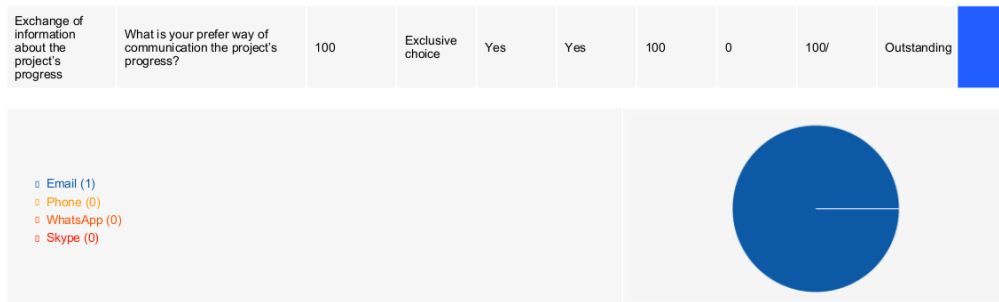 Exchange of
information
about the
project's
progress
What is your prefer way of
communication the project's
progress?
100
Exclusive
choice
Yes
Yes
100
0
100/
Outstanding
Email (1)
Phone (0)
WhatsApp (0)
Skype (0)